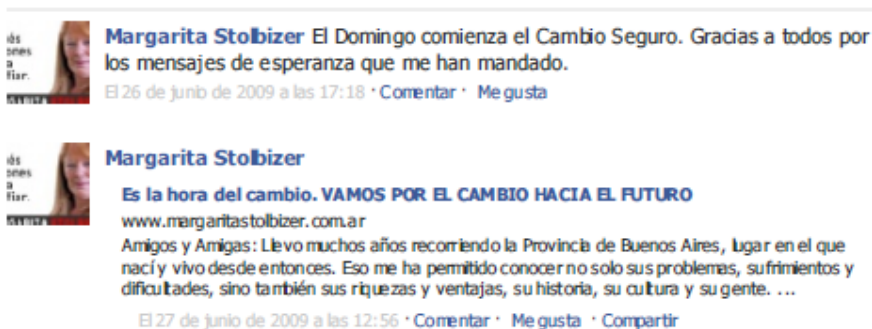 Margarita Stolbizer El Domingo comienza el Cambio Seguro. Gracias a todos por
los mensajes de esperanza que me han mandado.
El 26 de junio de 2009 a las 17:18 · Comentar · Me gusta
Margarita Stolbizer
Es la hora del cambio. VAMOS POR EL CAMBIO HACIA EL FUTURO
www.margaritastolbizer.com.ar
Amigos y Amigas: Llevo muchos años recorriendo la Provincia de Buenos Aires, lugar en el que
nací y vivo desde entonces. Eso me ha permitido conocer no solo sus problemas, sufrimientos y
dificultades, sino también sus riquezas y ventajas, su historia, su cultura y su gente. ...
El 27 de junio de 2009 a las 12:56 · Comentar · Me gusta · Compartir